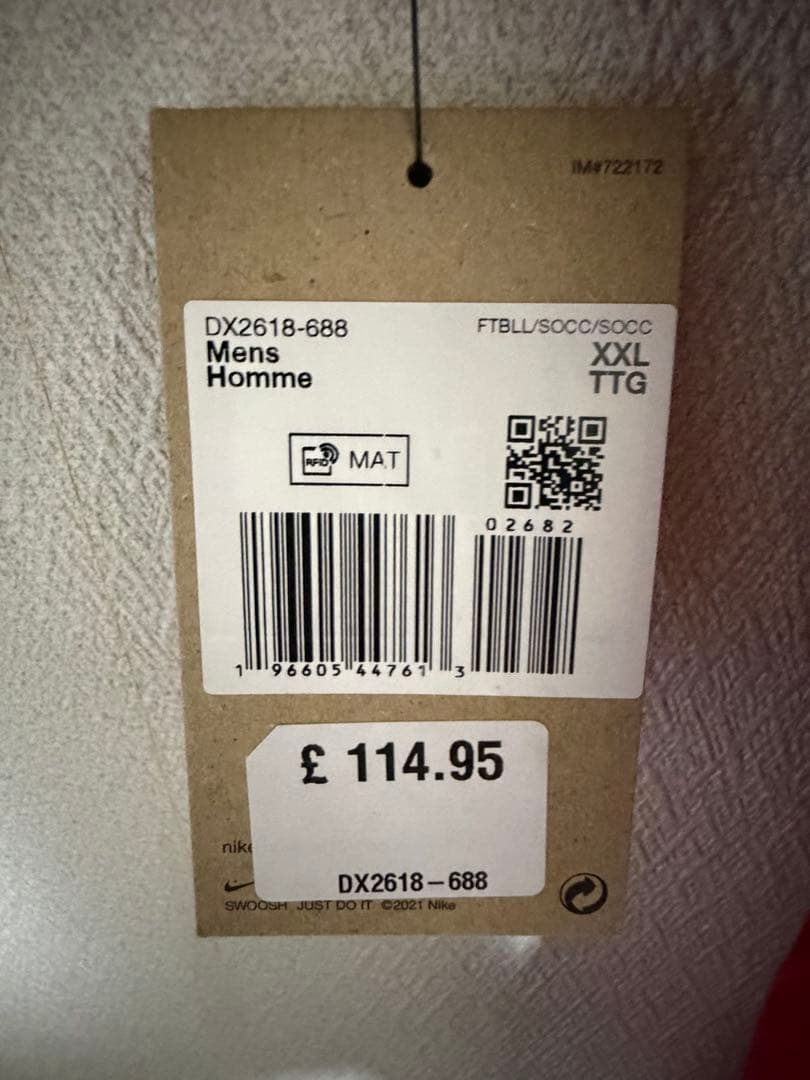 IM#722172
DX2618-688
FTBLL/SOCC/SOCC
Mens
XXL
Homme
TTG
RFID MAT
02682
1 96605 44761 3
£ 114.95
nike
DX2618-688
SWOOSH JUST DO IT ©2021 Nike